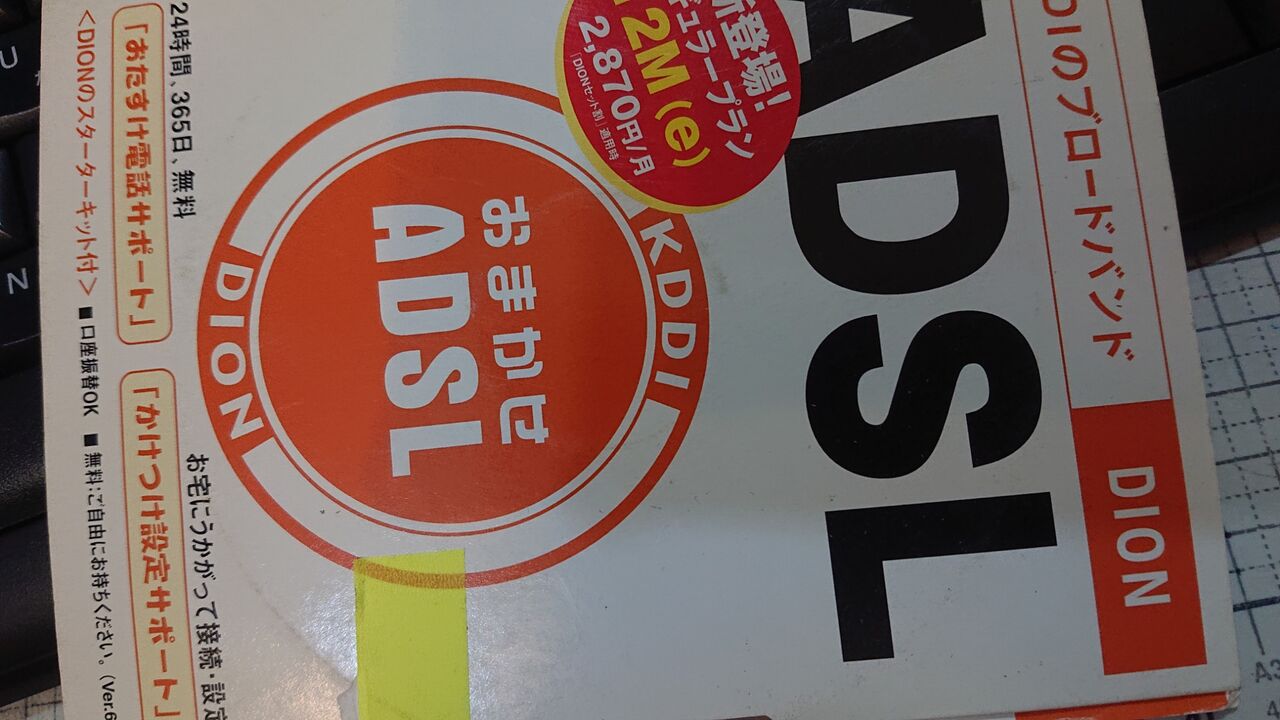 DIのブロードバンド
DION
ADSL
新登場!
ギュラープラン
12M(e)
2,870円/月
「DIONセット割」適用時
KDDI
おまかせ
ADSL
DION
24時間、365日、無料
「おたすけ電話サポート」
お宅にうかがって接続・設定
「かけつけ設定サポート」
<DIONのスターターキット付> ■口座振替OK ■無料:ご自由にお持ちください。(Ver.6
N
A3
4